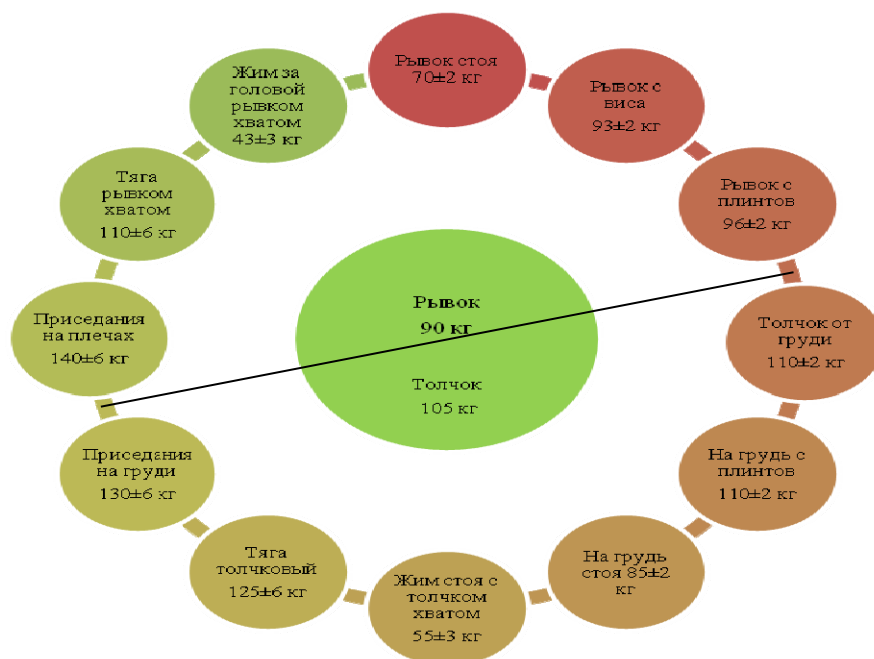 Рывок стоя
70±2 кг
Рывок с
виса
93±2 кг
Рывок с
плинтов
96±2 кг
Толчок от
груди
110±2 кг
На грудь с
плинтов
110±2 кг
На грудь
стоя 85±2
кг
Жим стоя с
толчком
хватом
55±3 кг
Тяга
толчковый
125±6 кг
Приседания
на груди
130±6 кг
Приседания
на плечах
140±6 кг
Тяга
рывком
хватом
110±6 кг
Жим за
головой
рывком
хватом
43±3 кг
Рывок
90 кг
Толчок
105 кг